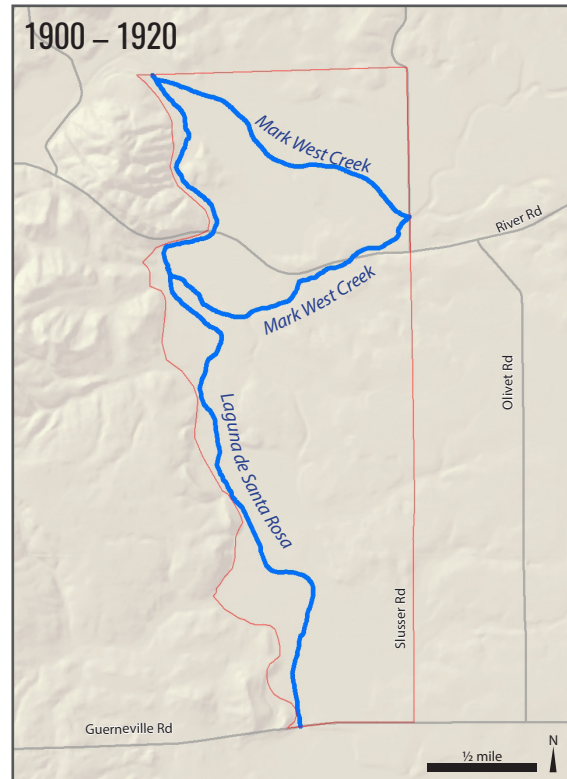 1900 – 1920
Mark West Creek
River Rd
Mark West Creek
Olivet Rd
Laguna de Santa Rosa
Slusser Rd
Guerneville Rd
½ mile
N